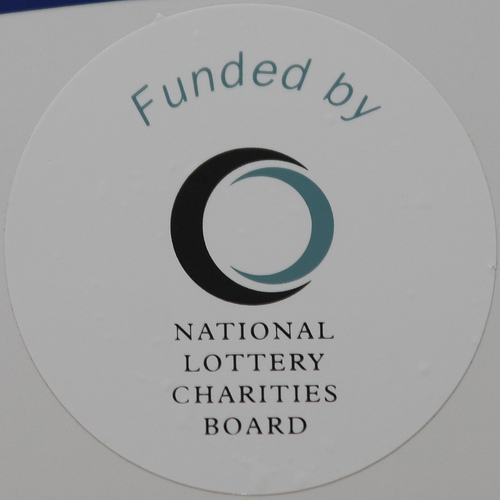 Funded by
NATIONAL
LOTTERY
CHARITIES
BOARD